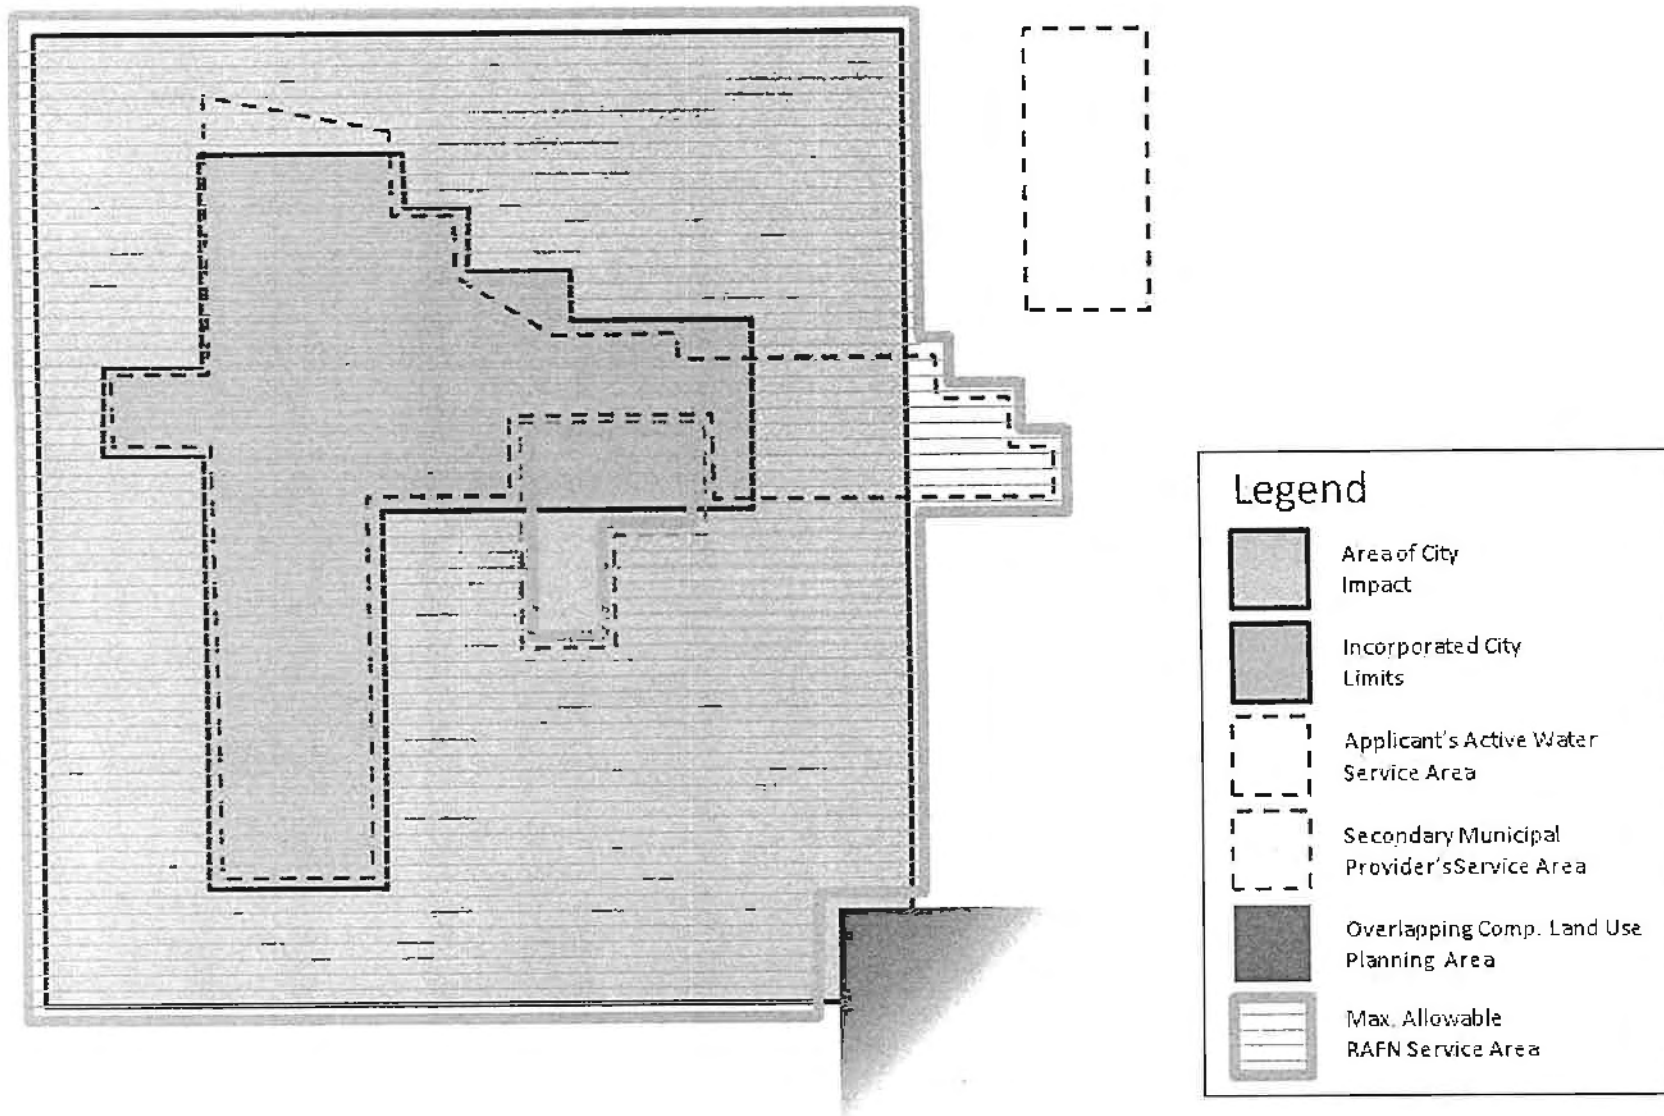 Legend
Area of City
Impact
Incorporated City
Limits
Applicant's Active Water
Service Area
Secondary Municipal
Provider's Service Area
Overlapping Comp. Land Use
Planning Area
Max. Allowable
RAFN Service Area